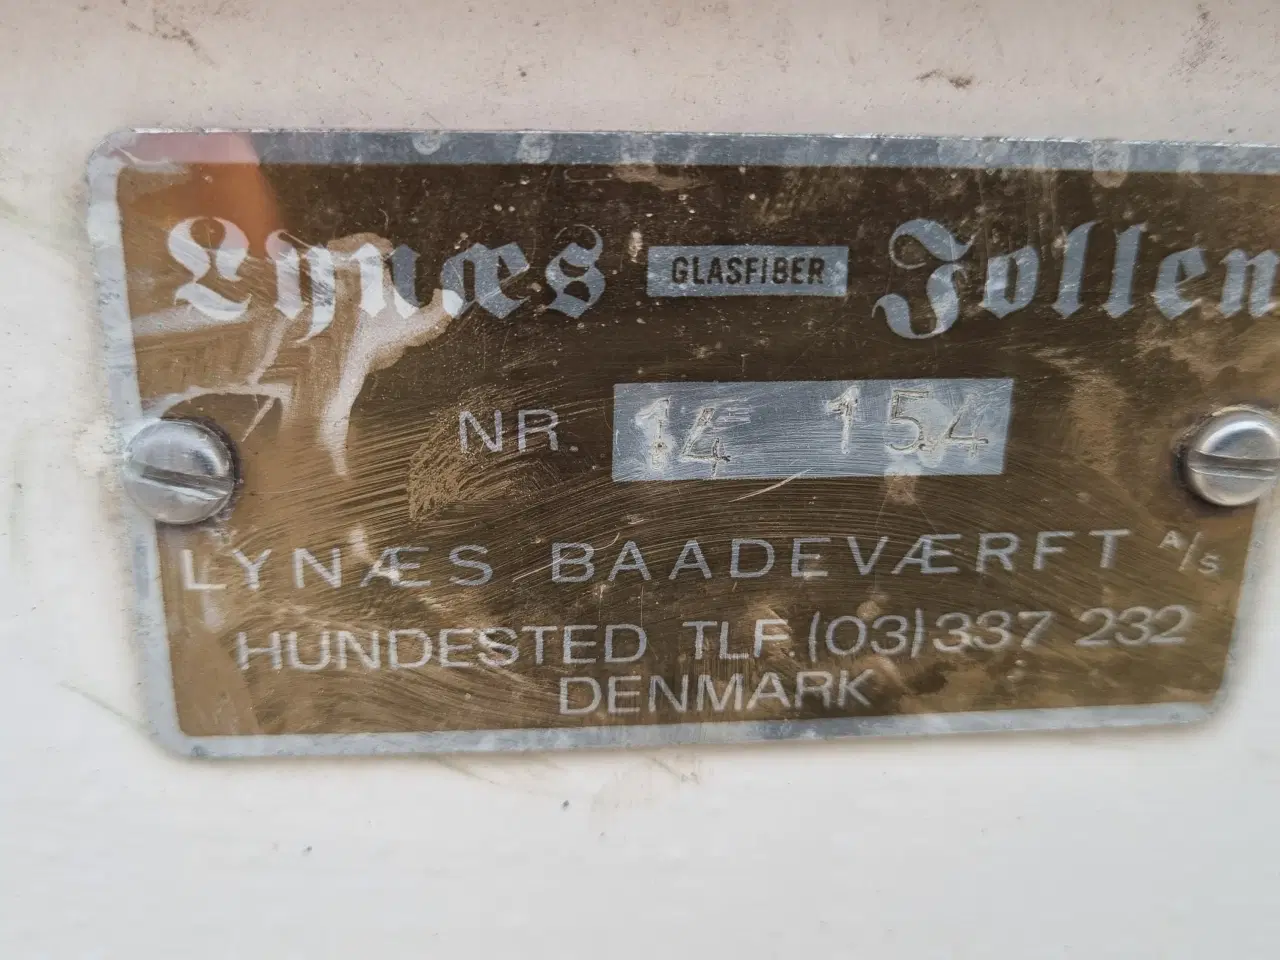 Lynæs GLASFIBER Jollen
NR. 14 154
LYNÆS BAADEVÆRFT A/S
HUNDESTED TLF. (03) 337 232
DENMARK